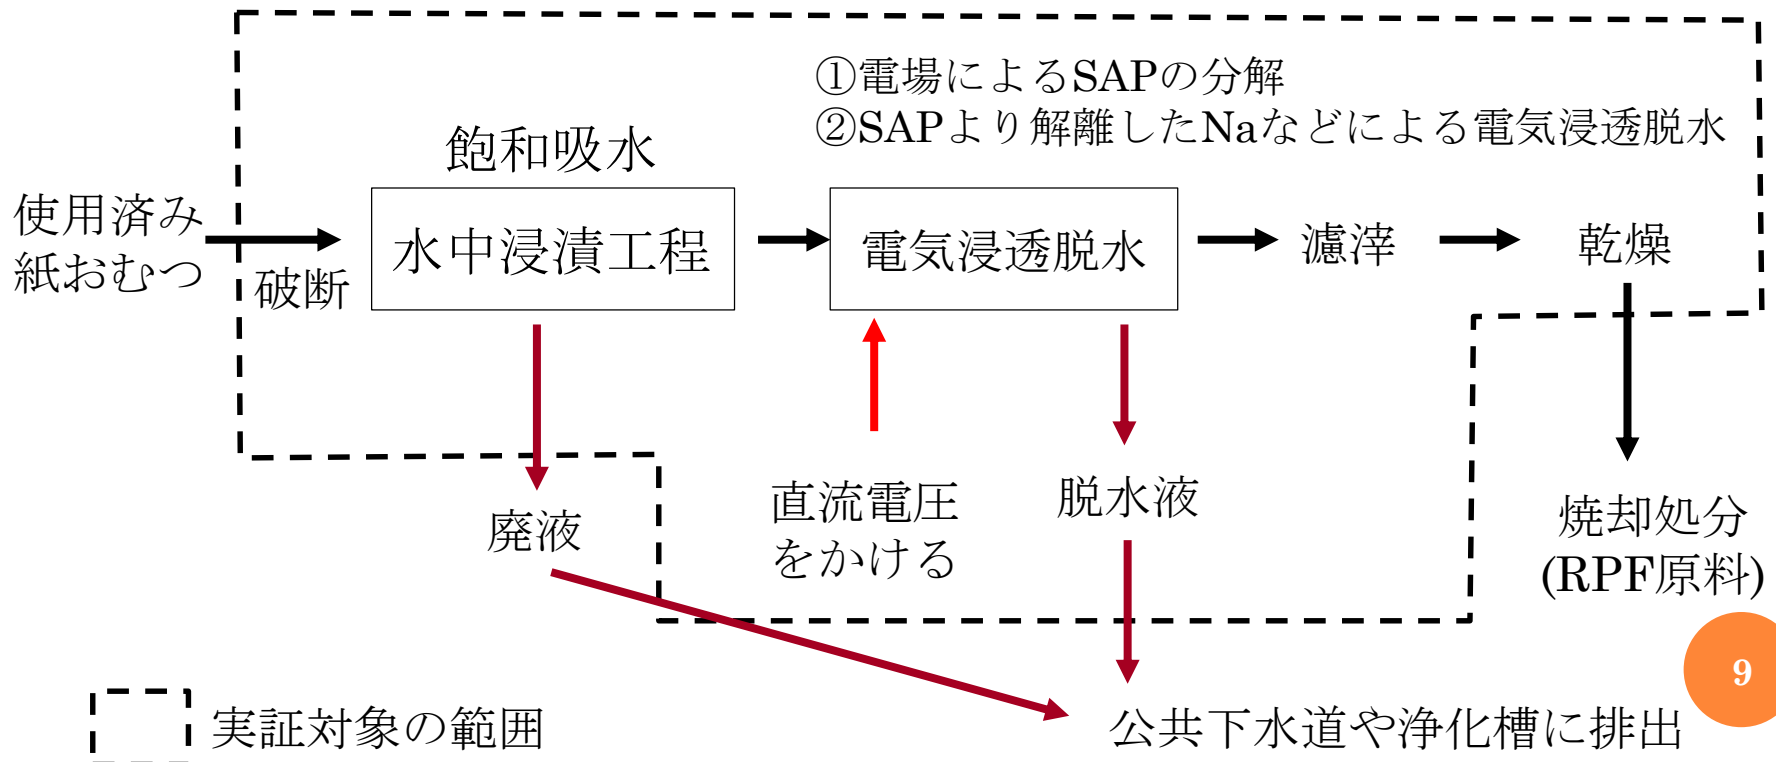 ①電場によるSAPの分解
②SAPより解離したNaなどによる電気浸透脱水
飽和吸水
使用済み
紙おむつ
破断
水中浸漬工程
電気浸透脱水
濾滓
乾燥
廃液
直流電圧
をかける
脱水液
焼却処分
(RPF原料)
9
実証対象の範囲
公共下水道や浄化槽に排出